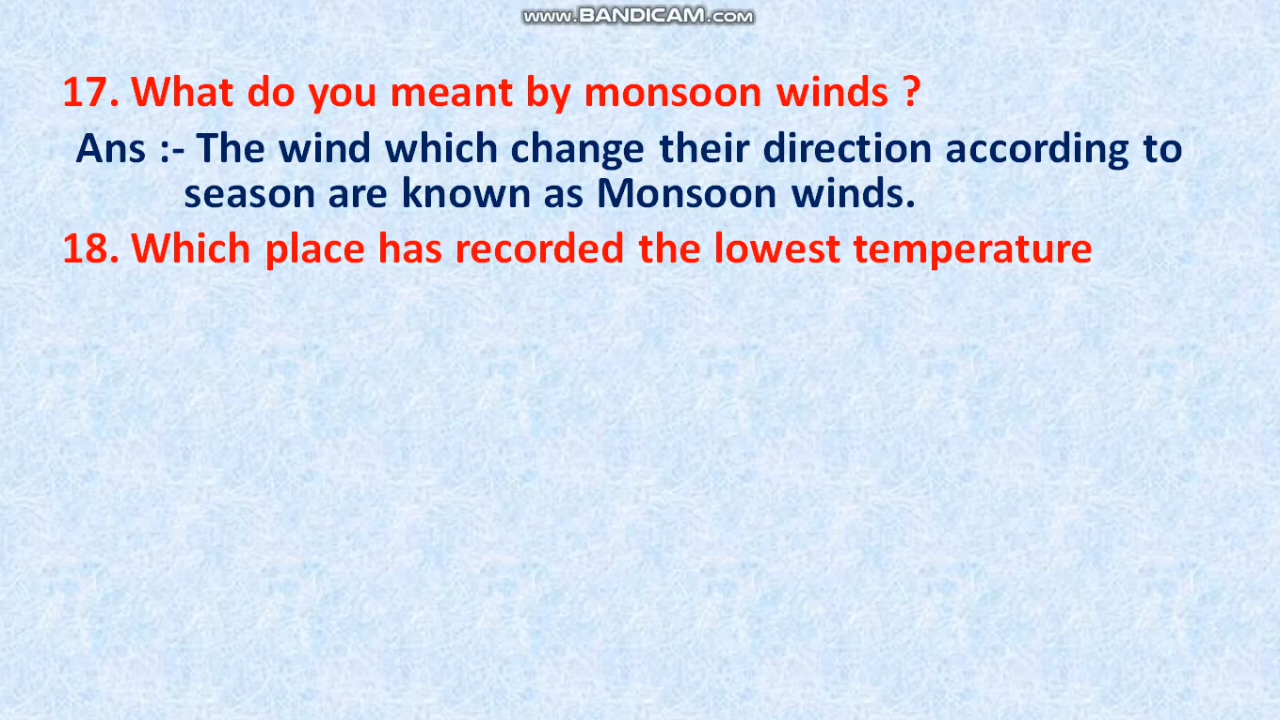 www.BANDICAM.com
17. What do you meant by monsoon winds ?
Ans :- The wind which change their direction according to
season are known as Monsoon winds.
18. Which place has recorded the lowest temperature